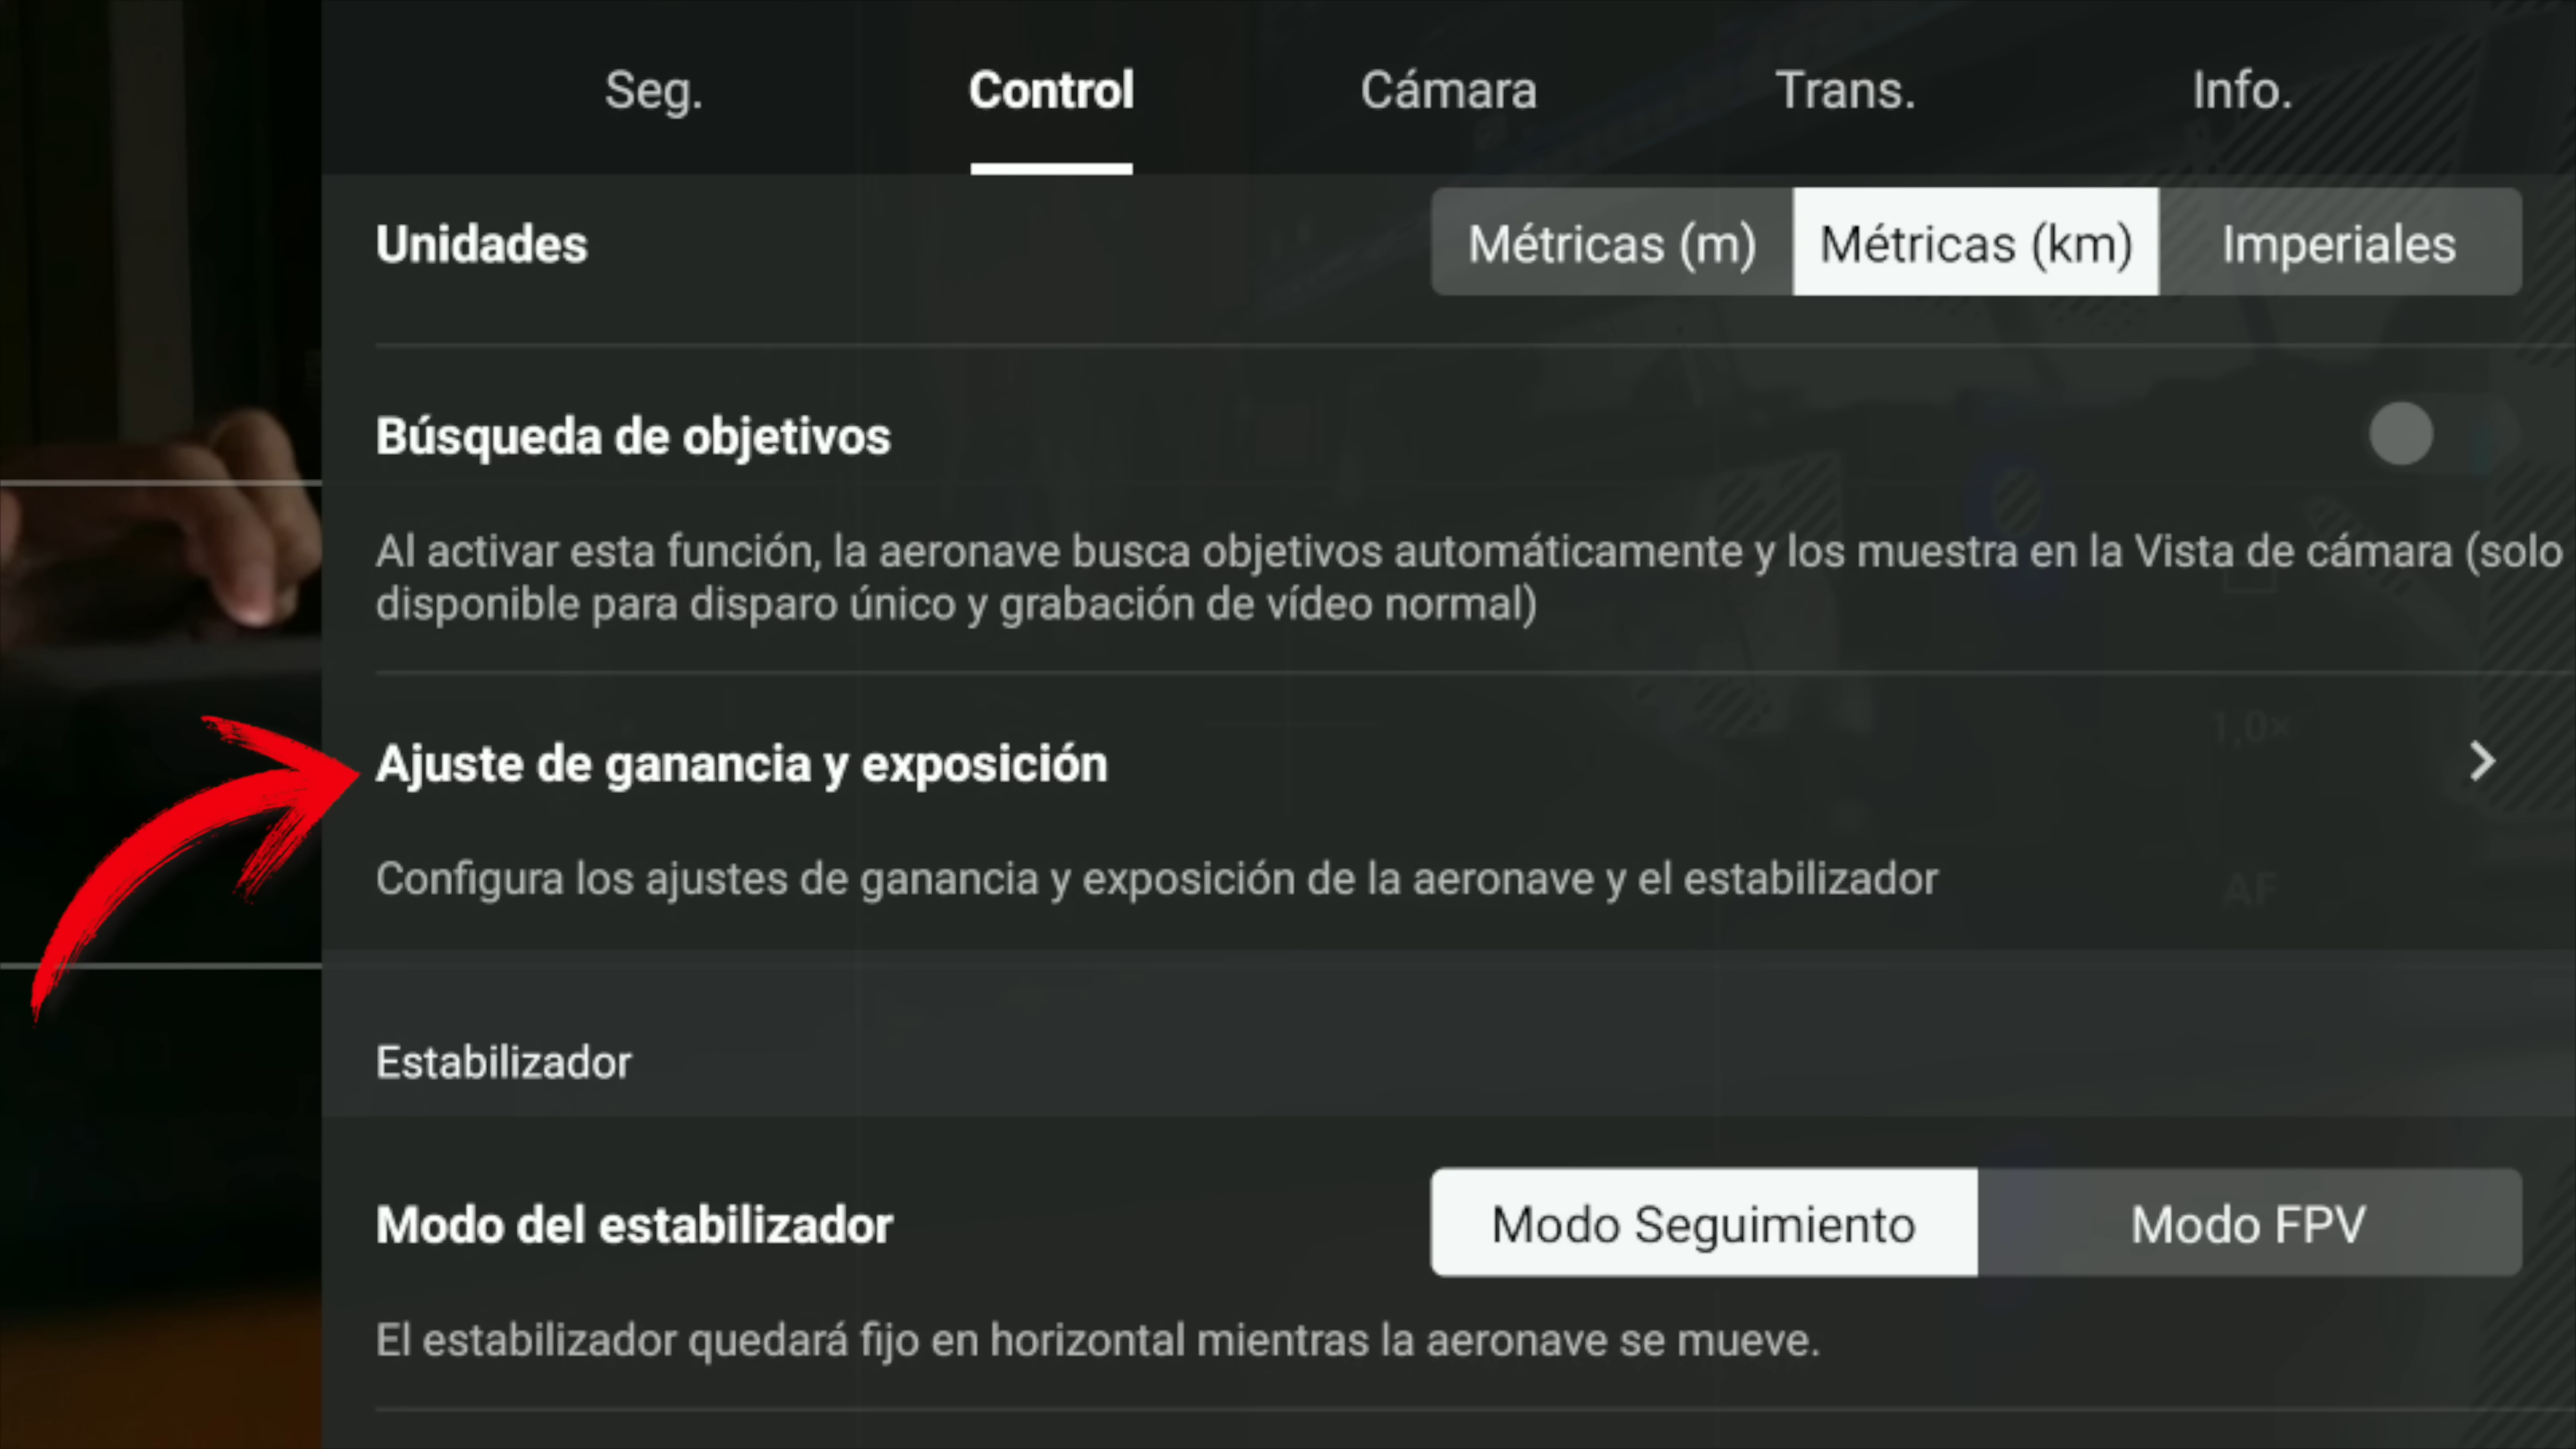 Seg. Control Cámara Trans. Info.
Unidades Métricas (m) Métricas (km) Imperiales
Búsqueda de objetivos
Al activar esta función, la aeronave busca objetivos automáticamente y los muestra en la Vista de cámara (solo
disponible para disparo único y grabación de vídeo normal)
1,0×
Ajuste de ganancia y exposición
Configura los ajustes de ganancia y exposición de la aeronave y el estabilizador
AF
Estabilizador
Modo del estabilizador Modo Seguimiento Modo FPV
El estabilizador quedará fijo en horizontal mientras la aeronave se mueve.